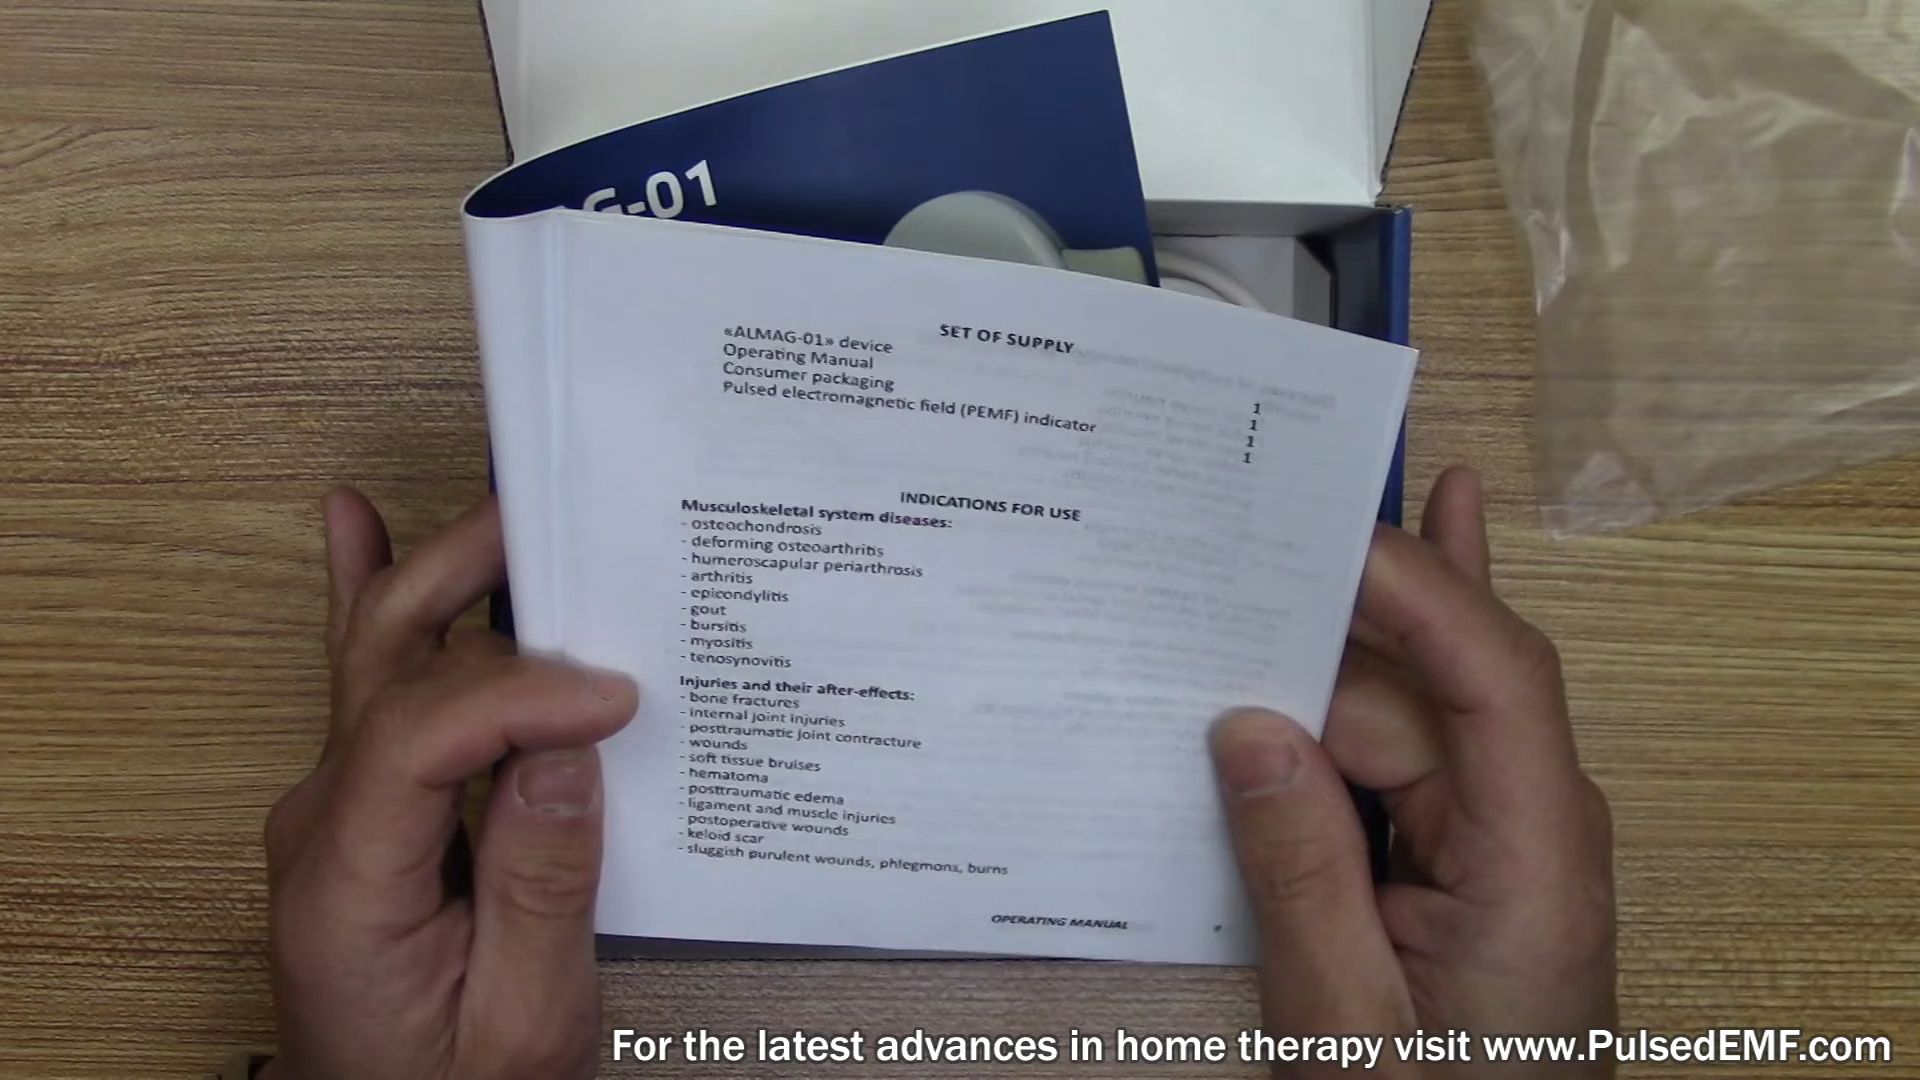 G-01
SET OF SUPPLY
«ALMAG-01» device 1
Operating Manual 1
Consumer packaging 1
Pulsed electromagnetic field (PEMF) indicator 1
INDICATIONS FOR USE
Musculoskeletal system diseases:
- osteochondrosis
- deforming osteoarthritis
- humeroscapular periarthrosis
- arthritis
- epicondylitis
- gout
- bursitis
- myositis
- tenosynovitis
Injuries and their after-effects:
- bone fractures
- internal joint injuries
- posttraumatic joint contracture
- wounds
- soft tissue bruises
- hematoma
- posttraumatic edema
- ligament and muscle injuries
- postoperative wounds
- keloid scar
- sluggish purulent wounds, phlegmons, burns
OPERATING MANUAL
For the latest advances in home therapy visit www.PulsedEMF.com